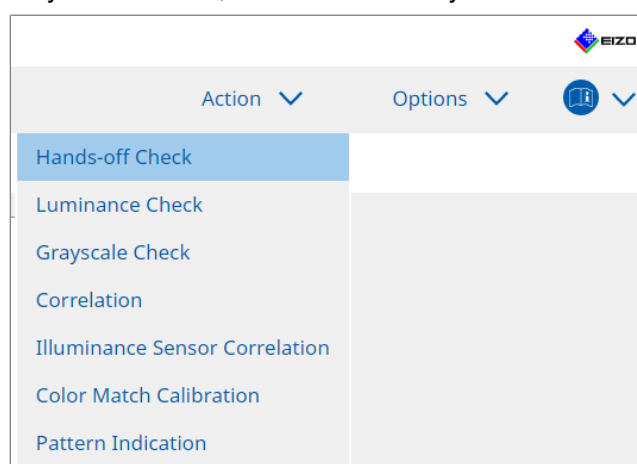 EIZO
Action Options
Hands-off Check
Luminance Check
Grayscale Check
Correlation
Illuminance Sensor Correlation
Color Match Calibration
Pattern Indication